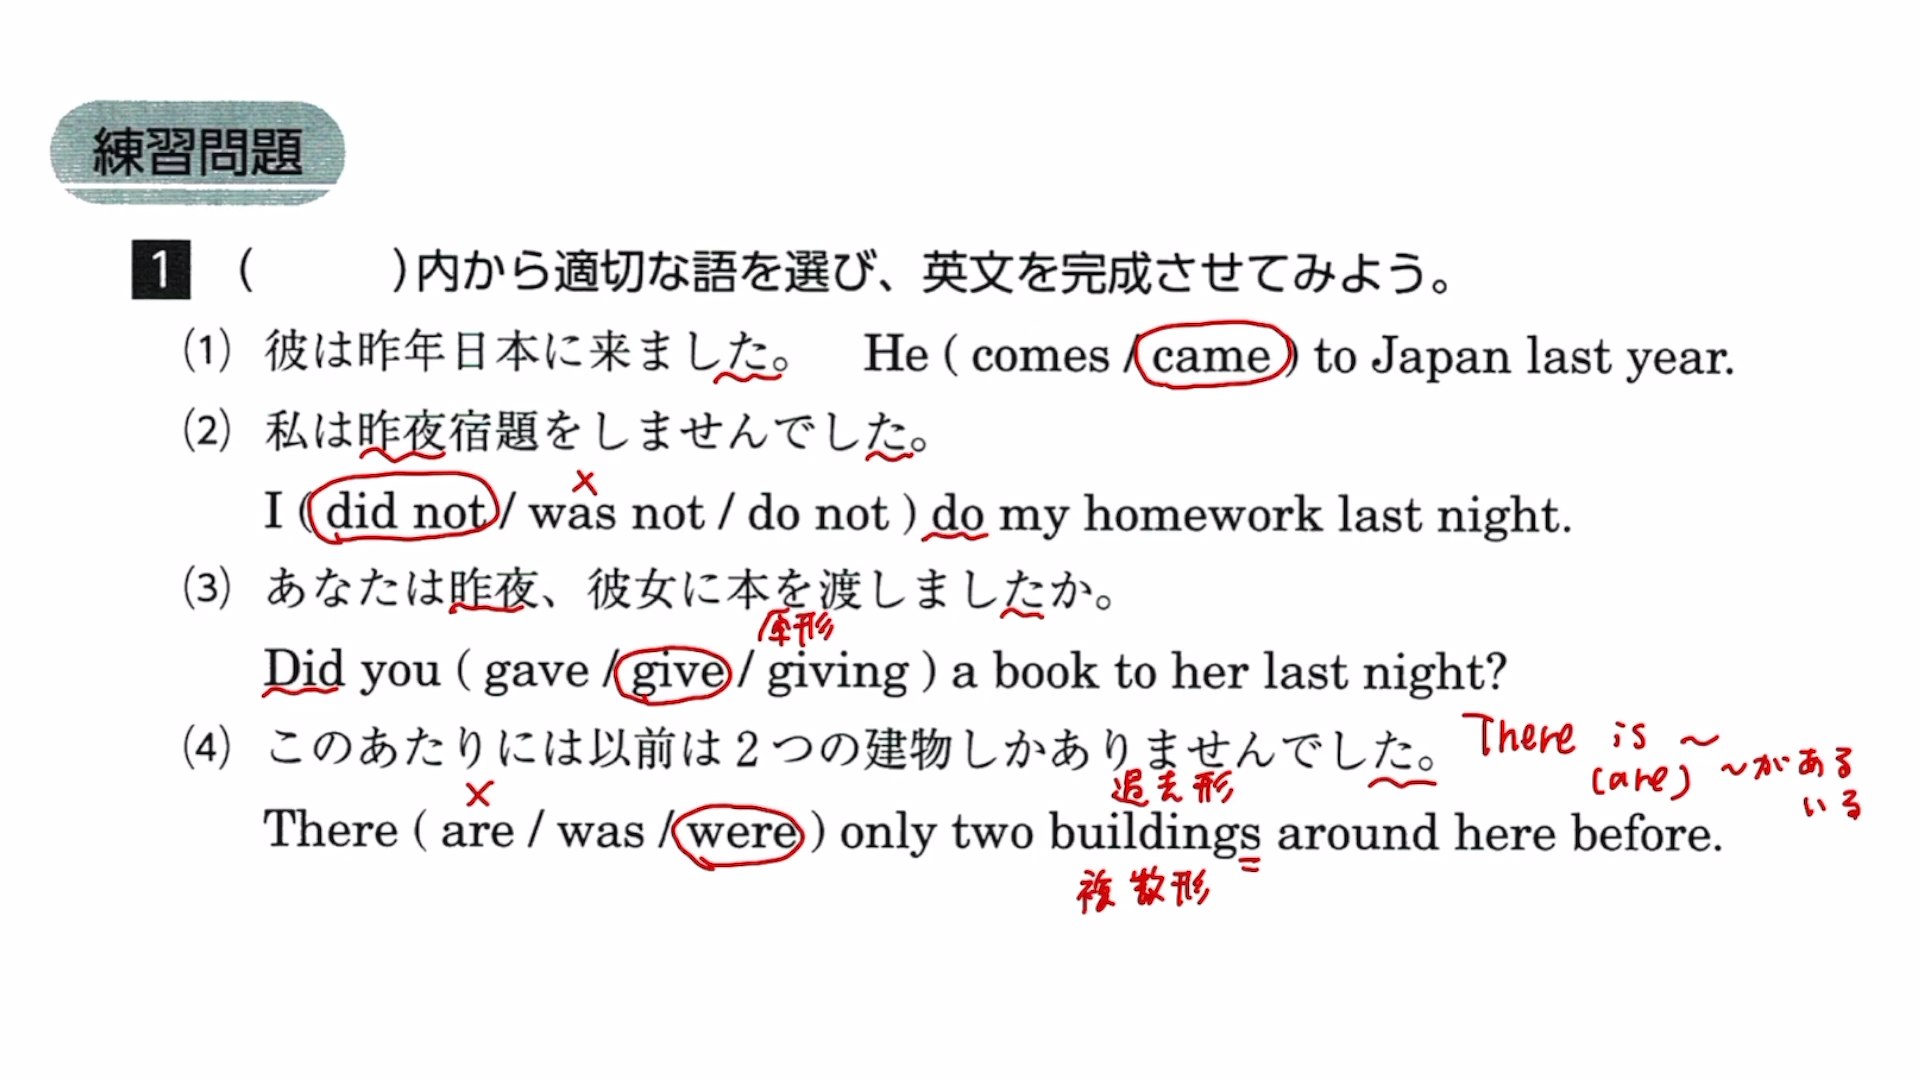 練習問題
1 (　　)内から適切な語を選び、英文を完成させてみよう。
(1) 彼は昨年日本に来ました。 He ( comes / came ) to Japan last year.
(2) 私は昨夜宿題をしませんでした。
×
I ( did not / was not / do not ) do my homework last night.
(3) あなたは昨夜、彼女に本を渡しましたか。
原形
Did you ( gave / give / giving ) a book to her last night?
(4) このあたりには以前は2つの建物しかありませんでした。 There is ～
(are) ～がある
いる
× 過去形
There ( are / was / were ) only two buildings around here before.
複数形